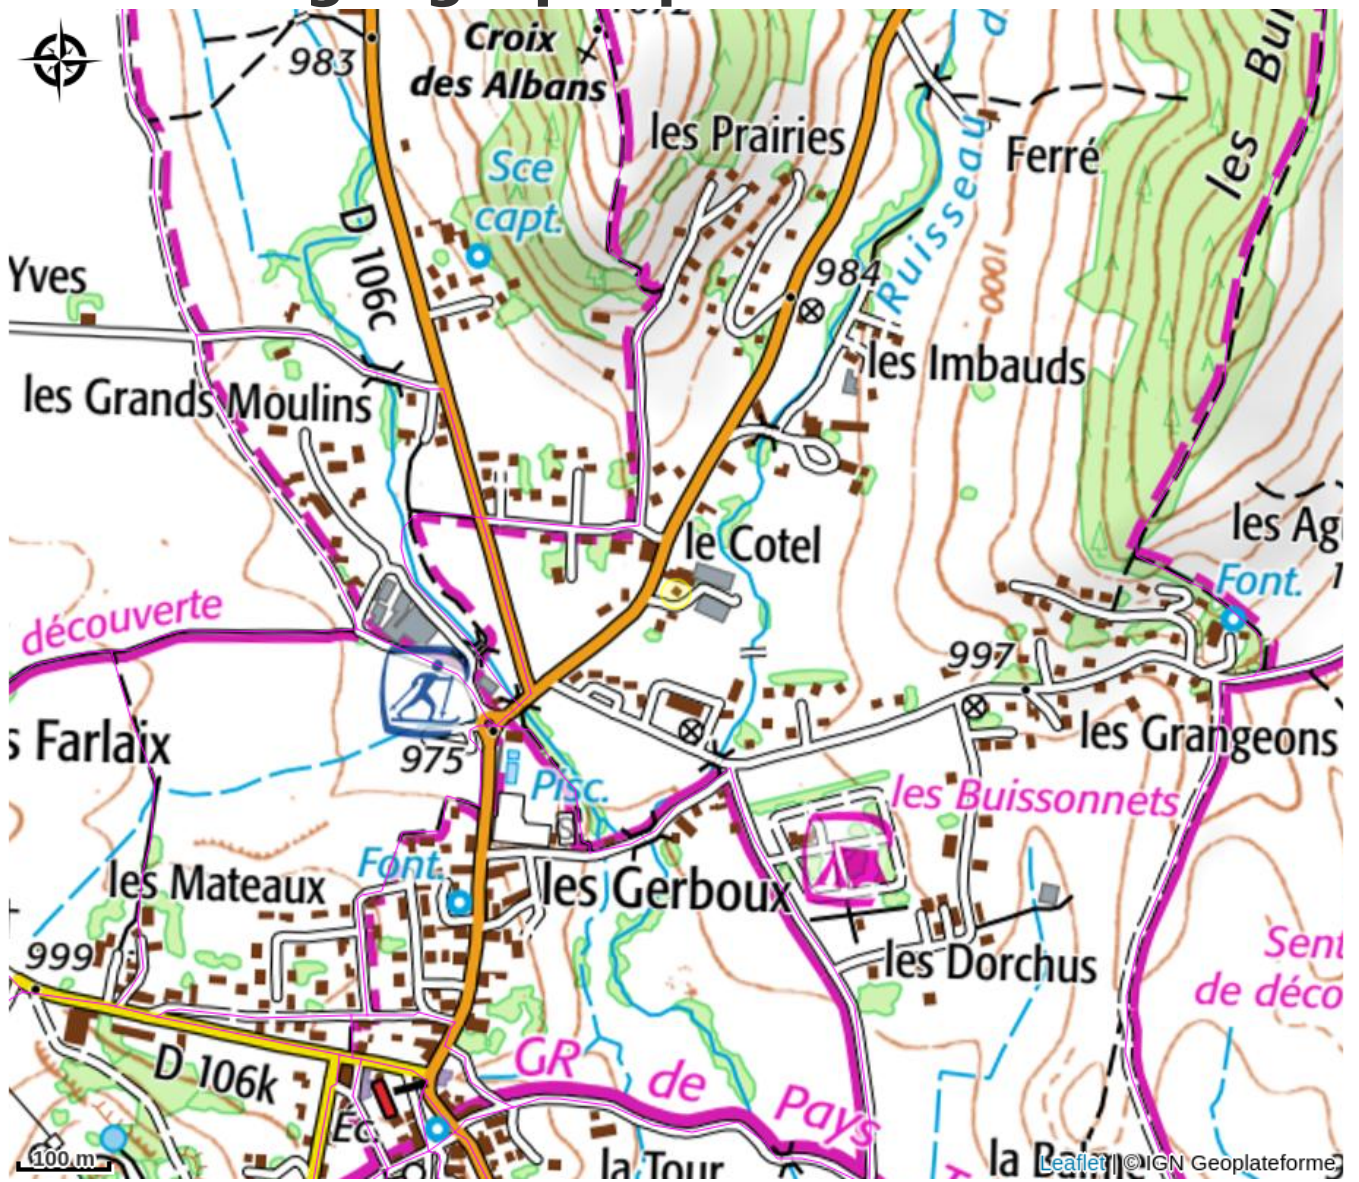 983
Croix
des Albans
les Prairies
Sce
capt.
Ferré
les
D 106c
Ruisseau
1000
984
Yves
les Imbauds
les Grands Moulins
le Cotel
les Ag
Font.
découverte
997
s Farlaix
975
les Grangeons
Pisc.
les Buissonnets
Font.
les Mateaux
les Gerboux
999
les Dorchus
Sent
de déco
D 106k
GR de Pays
Ec
100 m
la Tour
Leaflet | © IGN Geoplateforme